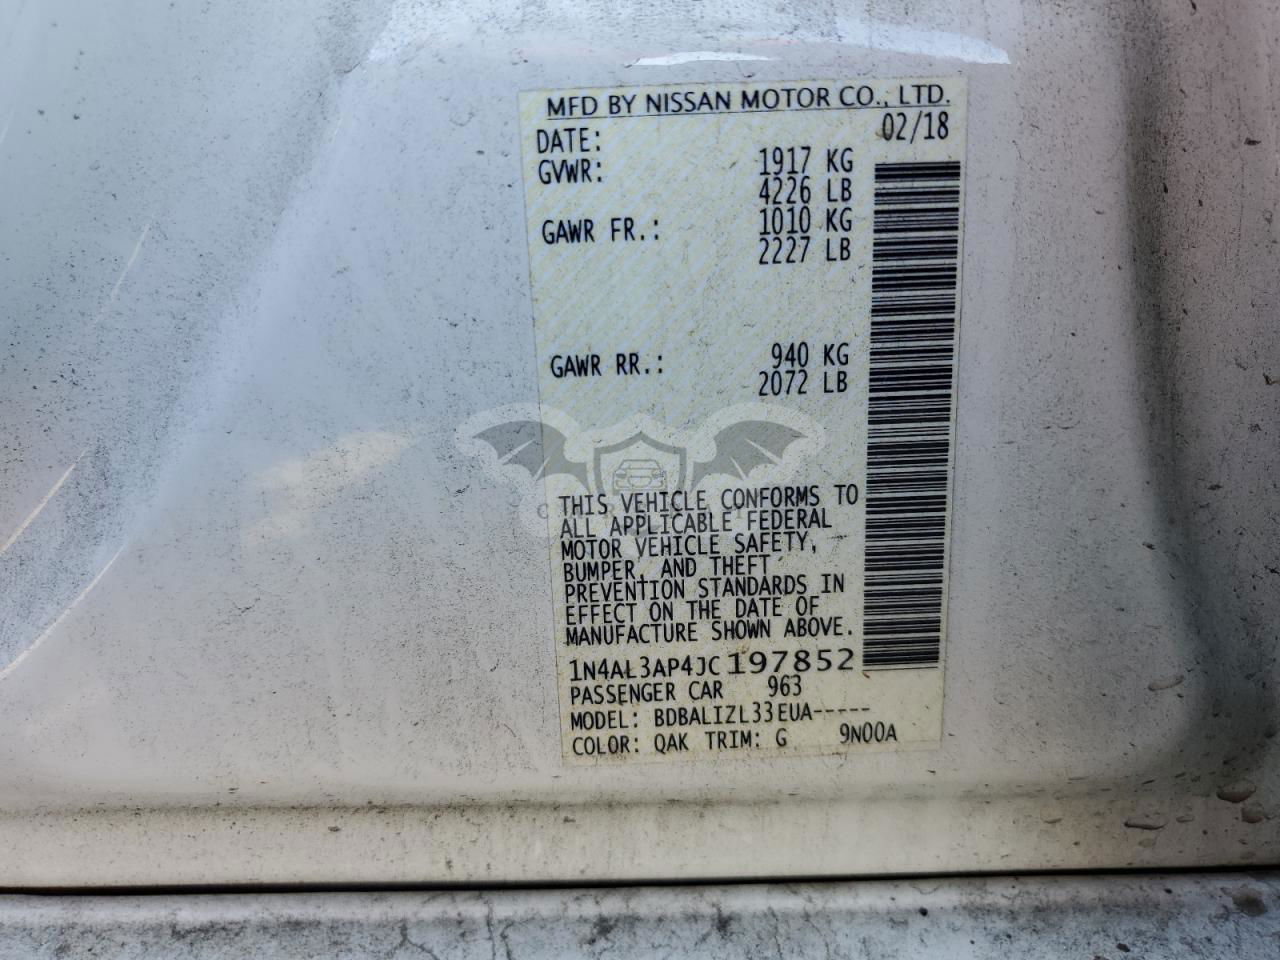 MFD BY NISSAN MOTOR CO., LTD.
DATE: 02/18
GVWR: 1917 KG
4226 LB
GAWR FR.: 1010 KG
2227 LB
GAWR RR.: 940 KG
2072 LB
THIS VEHICLE CONFORMS TO
ALL APPLICABLE FEDERAL
MOTOR VEHICLE SAFETY,
BUMPER, AND THEFT
PREVENTION STANDARDS IN
EFFECT ON THE DATE OF
MANUFACTURE SHOWN ABOVE.
1N4AL3AP4JC197852
PASSENGER CAR 963
MODEL: BDBALIZL33EUA-----
COLOR: QAK TRIM: G 9N00A